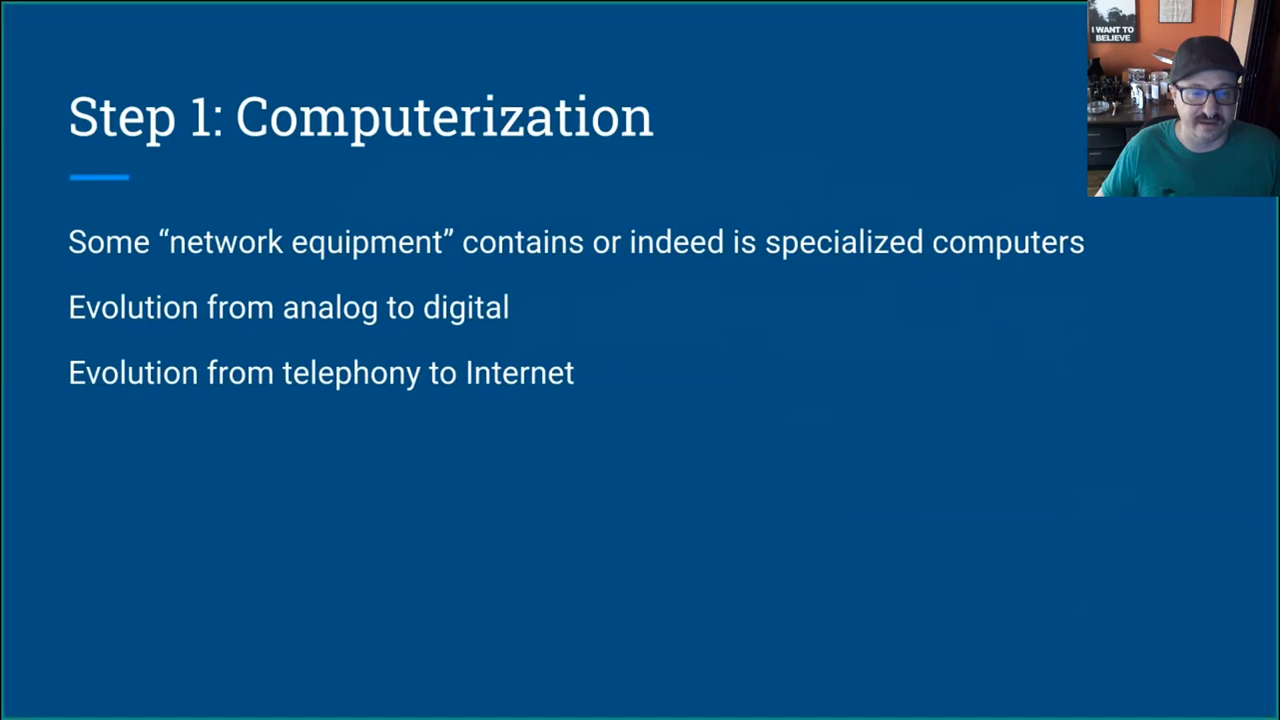 Step 1: Computerization
Some “network equipment” contains or indeed is specialized computers
Evolution from analog to digital
Evolution from telephony to Internet
I WANT TO
BELIEVE